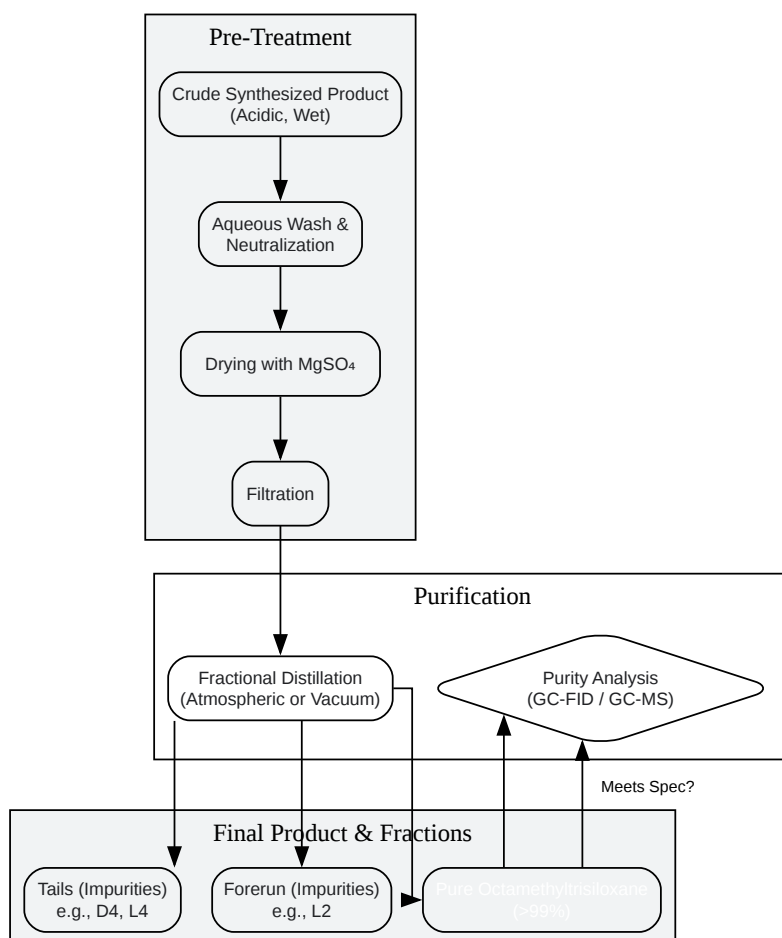 Pre-Treatment
Crude Synthesized Product
(Acidic, Wet)
Aqueous Wash &
Neutralization
Drying with MgSO₄
Filtration
Purification
Fractional Distillation
(Atmospheric or Vacuum)
Purity Analysis
(GC-FID / GC-MS)
Meets Spec?
Final Product & Fractions
Tails (Impurities)
e.g., D4, L4
Forerun (Impurities)
e.g., L2
Pure Octamethyltrisiloxane
(>99%)